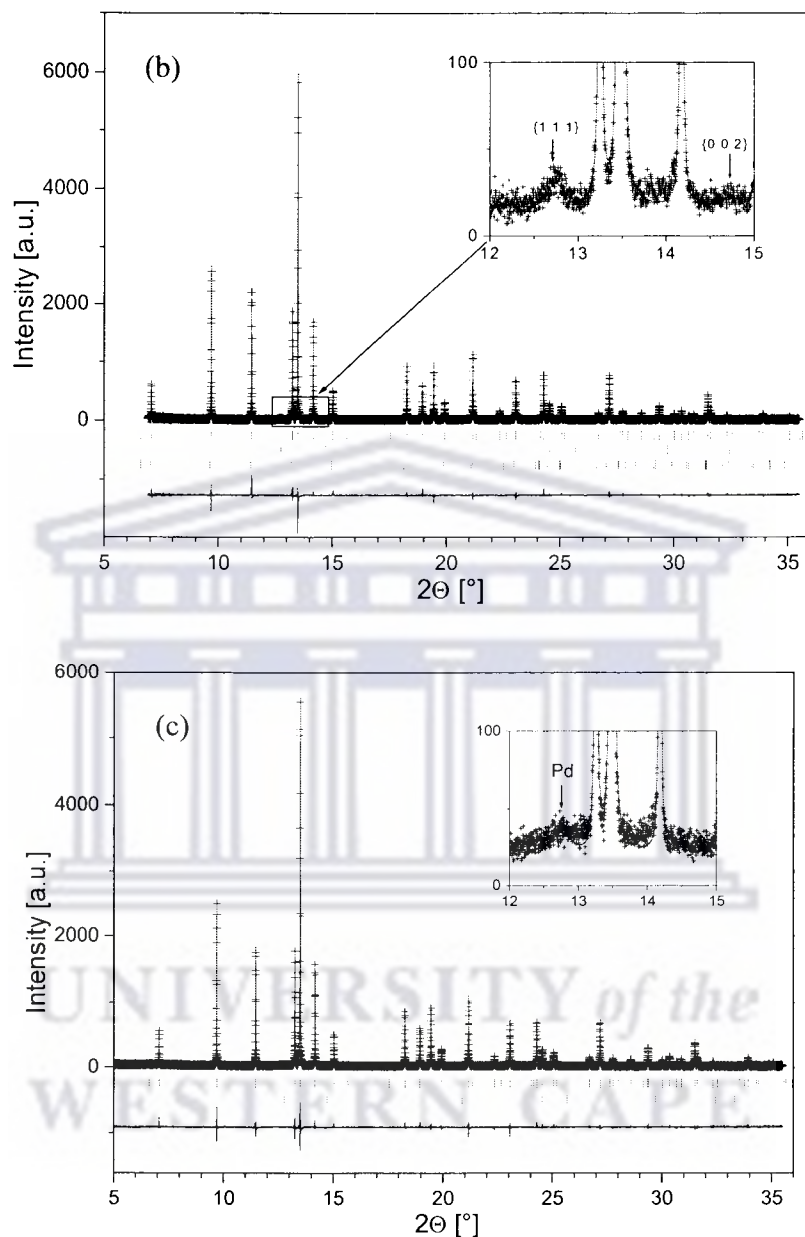 (b)
6000
4000
2000
0
Intensity [a.u.]
100
0
{1 1 1}
{0 0 2}
12 13 14 15
5 10 15 20 25 30 35
2Θ [°]
(c)
6000
4000
2000
0
Intensity [a.u.]
100
0
Pd
12 13 14 15
UNIVERSITY of the
WESTERN CAPE
5 10 15 20 25 30 35
2Θ [°]